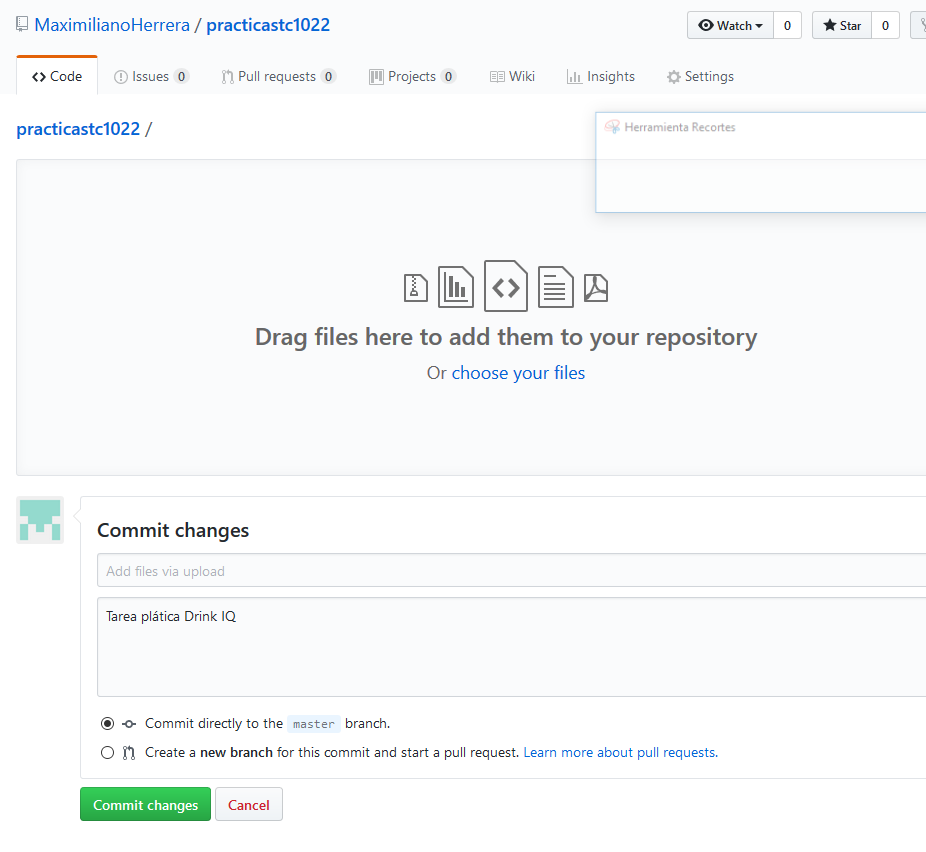 MaximilianoHerrera / practicastc1022
Watch 0 Star 0
Code Issues 0 Pull requests 0 Projects 0 Wiki Insights Settings
practicastc1022 /
Herramienta Recortes
Drag files here to add them to your repository
Or choose your files
Commit changes
Add files via upload
Tarea plática Drink IQ
Commit directly to the master branch.
Create a new branch for this commit and start a pull request. Learn more about pull requests.
Commit changes Cancel